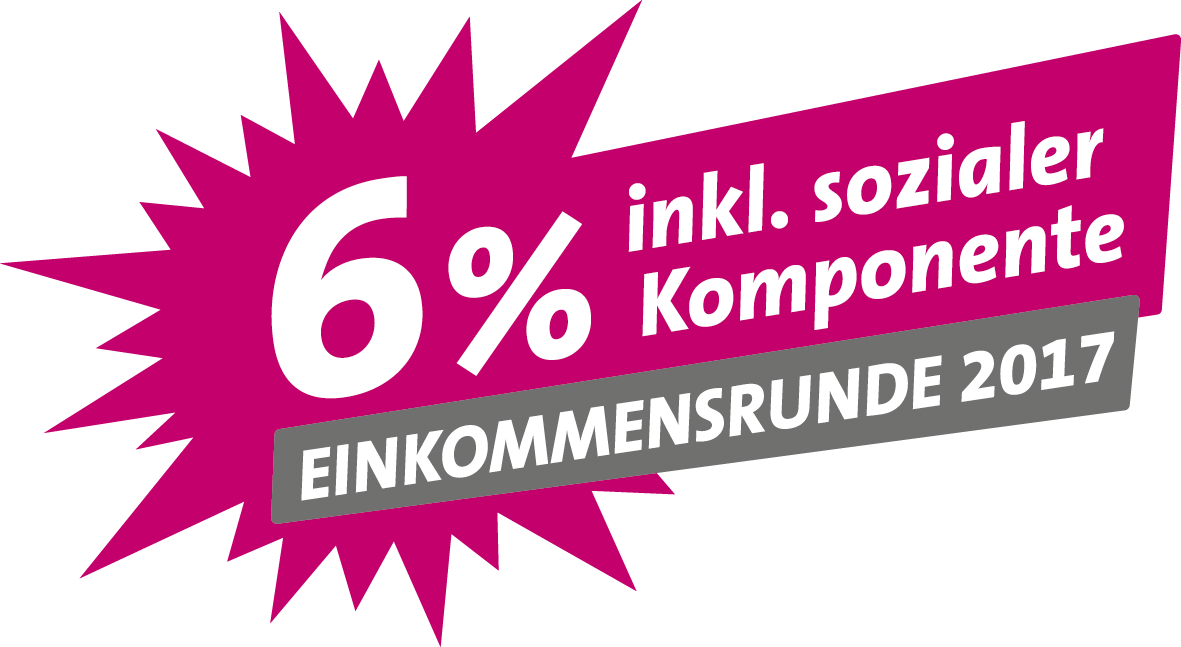 6% inkl. sozialer
Komponente
EINKOMMENSRUNDE 2017